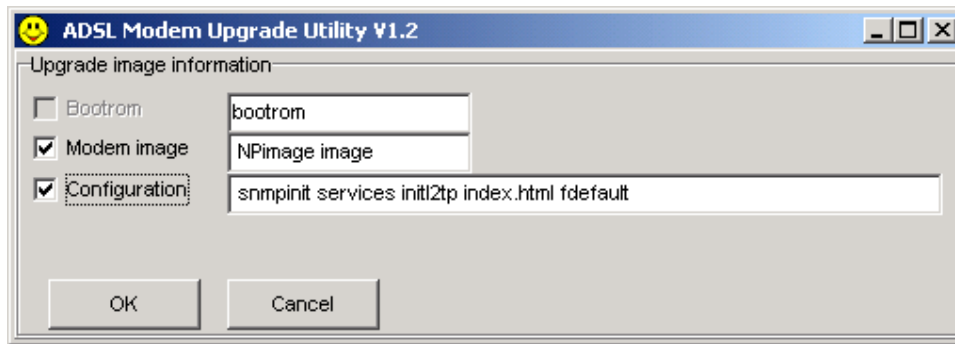 ADSL Modem Upgrade Utility V1.2
Upgrade image information
Bootrom bootrom
Modem image NPimage image
Configuration snmpinit services initl2tp index.html fdefault
OK Cancel